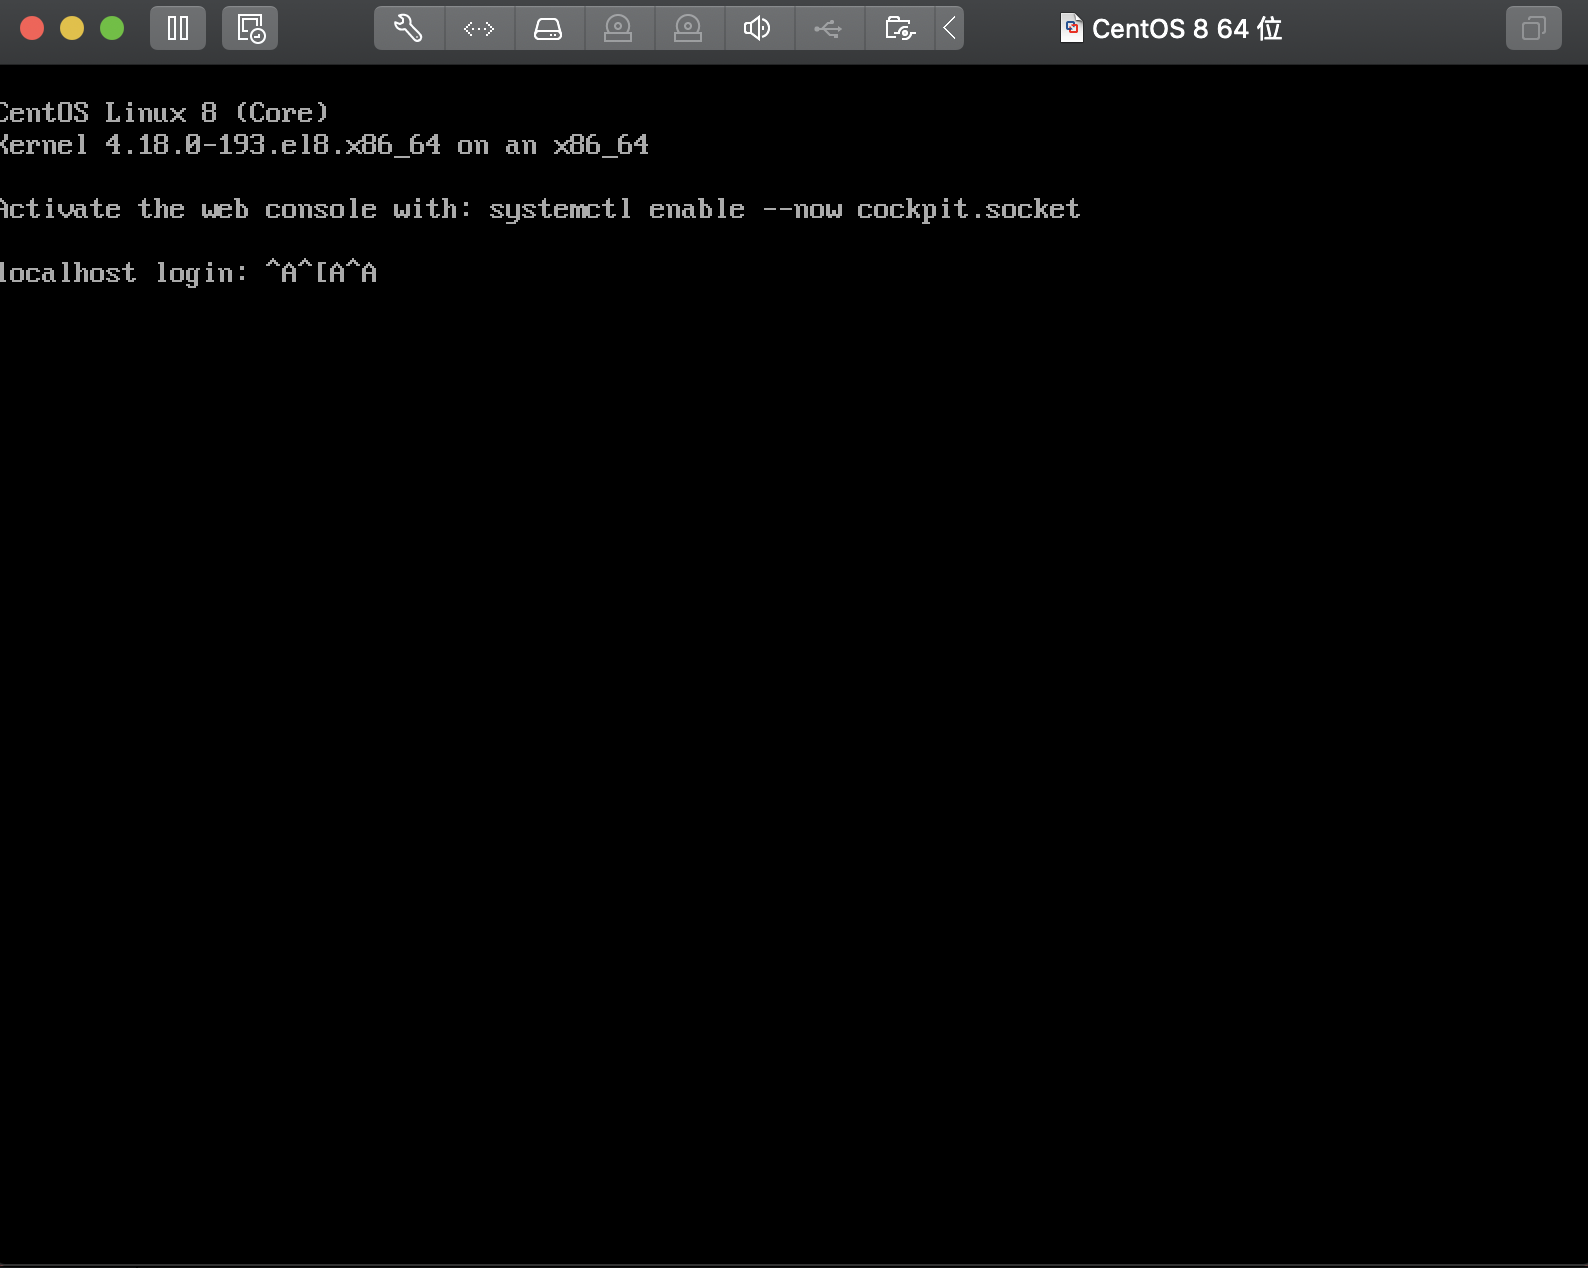 CentOS 8 64 位
CentOS Linux 8 (Core)
Kernel 4.18.0-193.el8.x86_64 on an x86_64
Activate the web console with: systemctl enable --now cockpit.socket
localhost login: ^A^[A^A